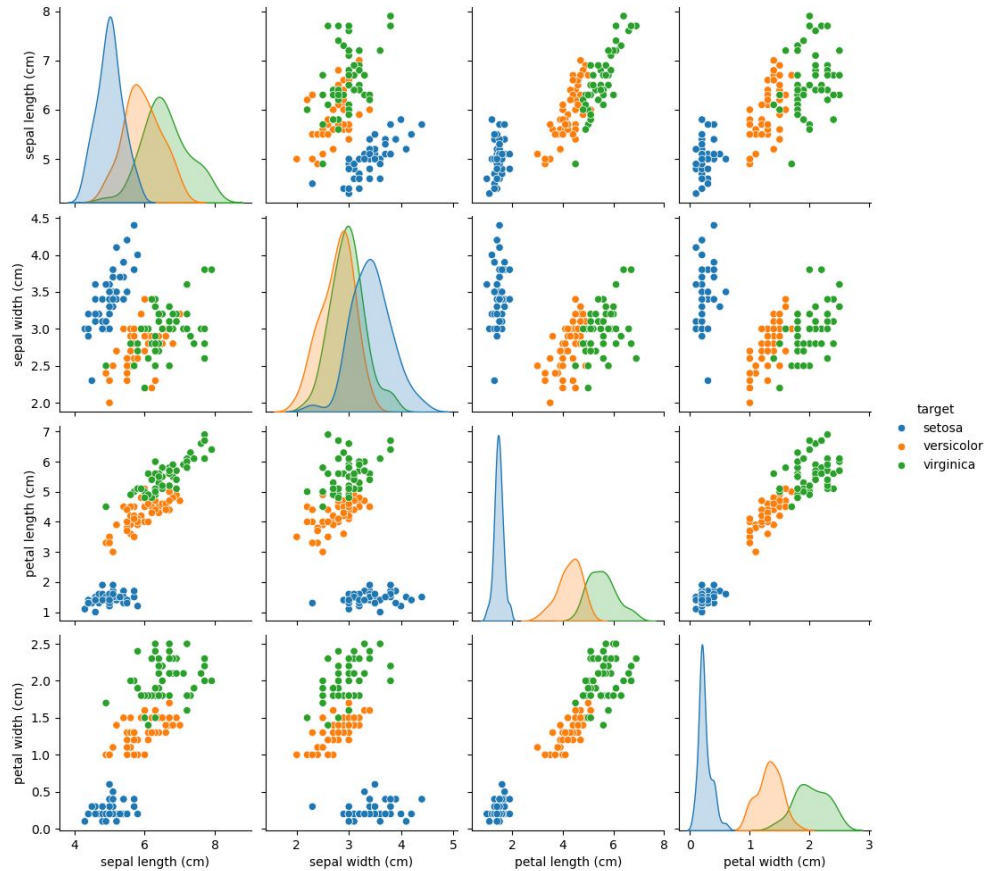 8
7
6
5
sepal length (cm)
4.5
4.0
3.5
3.0
2.5
2.0
sepal width (cm)
target
setosa
versicolor
virginica
7
6
5
4
3
2
1
petal length (cm)
2.5
2.0
1.5
1.0
0.5
0.0
petal width (cm)
4 6 8
2 3 4 5
0 2 4 6 8
0 1 2 3
sepal length (cm) sepal width (cm) petal length (cm) petal width (cm)